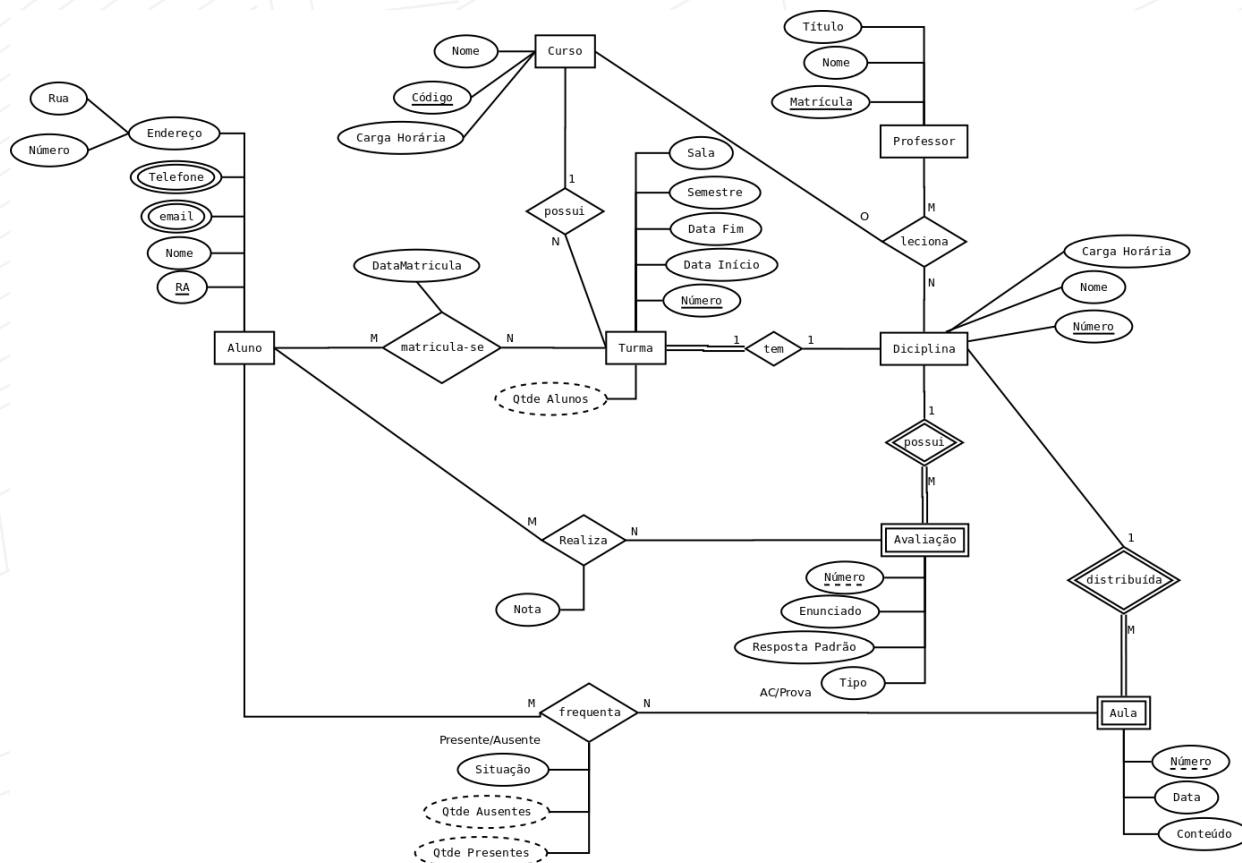 Título
Nome
Curso
Nome
Rua
Código
Matrícula
Endereço
Carga Horária
Professor
Número
Sala
Telefone
1
Semestre
M
possui
email
O
Data Fim
leciona
N
Nome
Carga Horária
DataMatricula
Data Início
RA
N
Nome
Número
Número
M
N
1
1
Aluno
matricula-se
Turma
tem
Diciplina
Qtde Alunos
1
possui
M
M
N
1
Realiza
Avaliação
Número
distribuída
Nota
Enunciado
M
Resposta Padrão
Tipo
AC/Prova
M
N
frequenta
Aula
Presente/Ausente
Número
Situação
Data
Qtde Ausentes
Conteúdo
Qtde Presentes